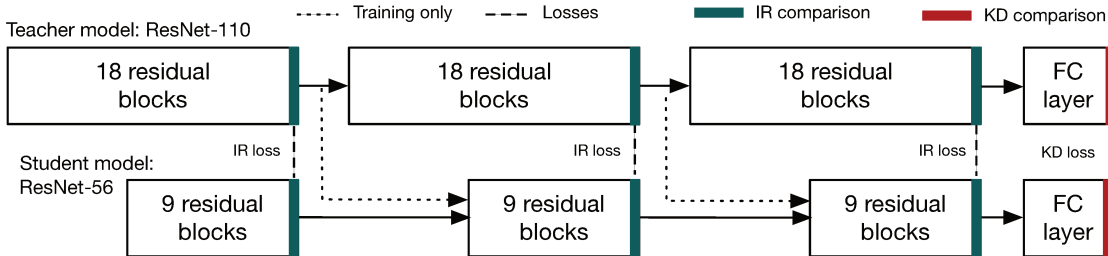 Training only
Losses
IR comparison
KD comparison
Teacher model: ResNet-110
18 residual
blocks
18 residual
blocks
18 residual
blocks
FC
layer
IR loss
IR loss
IR loss
KD loss
Student model:
ResNet-56
9 residual
blocks
9 residual
blocks
9 residual
blocks
FC
layer